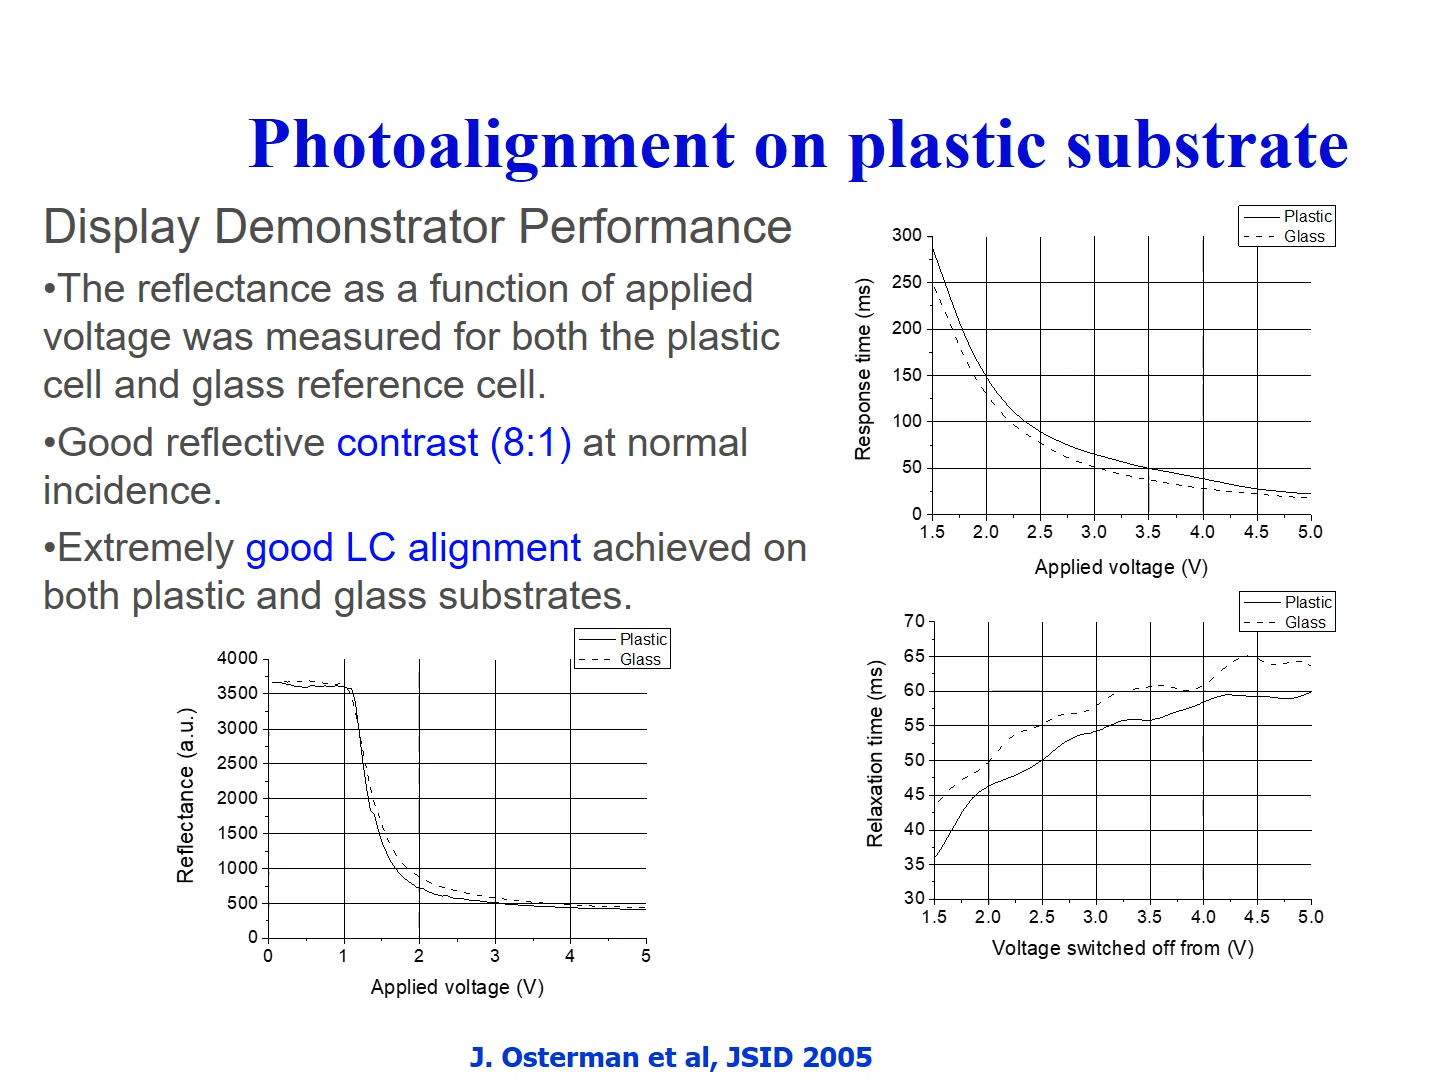 Photoalignment on plastic substrate
Display Demonstrator Performance
•The reflectance as a function of applied
voltage was measured for both the plastic
cell and glass reference cell.
•Good reflective contrast (8:1) at normal
incidence.
•Extremely good LC alignment achieved on
both plastic and glass substrates.
Plastic
Glass
4000
3500
3000
2500
2000
1500
1000
500
0
Reflectance (a.u.)
0 1 2 3 4 5
Applied voltage (V)
Plastic
Glass
300
250
200
150
100
50
0
Response time (ms)
1.5 2.0 2.5 3.0 3.5 4.0 4.5 5.0
Applied voltage (V)
Plastic
Glass
70
65
60
55
50
45
40
35
30
Relaxation time (ms)
1.5 2.0 2.5 3.0 3.5 4.0 4.5 5.0
Voltage switched off from (V)
J. Osterman et al, JSID 2005